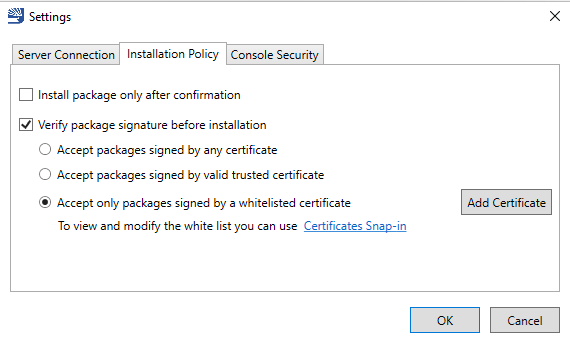 Settings
Server Connection Installation Policy Console Security
Install package only after confirmation
Verify package signature before installation
Accept packages signed by any certificate
Accept packages signed by valid trusted certificate
Accept only packages signed by a whitelisted certificate Add Certificate
To view and modify the white list you can use Certificates Snap-in
OK Cancel